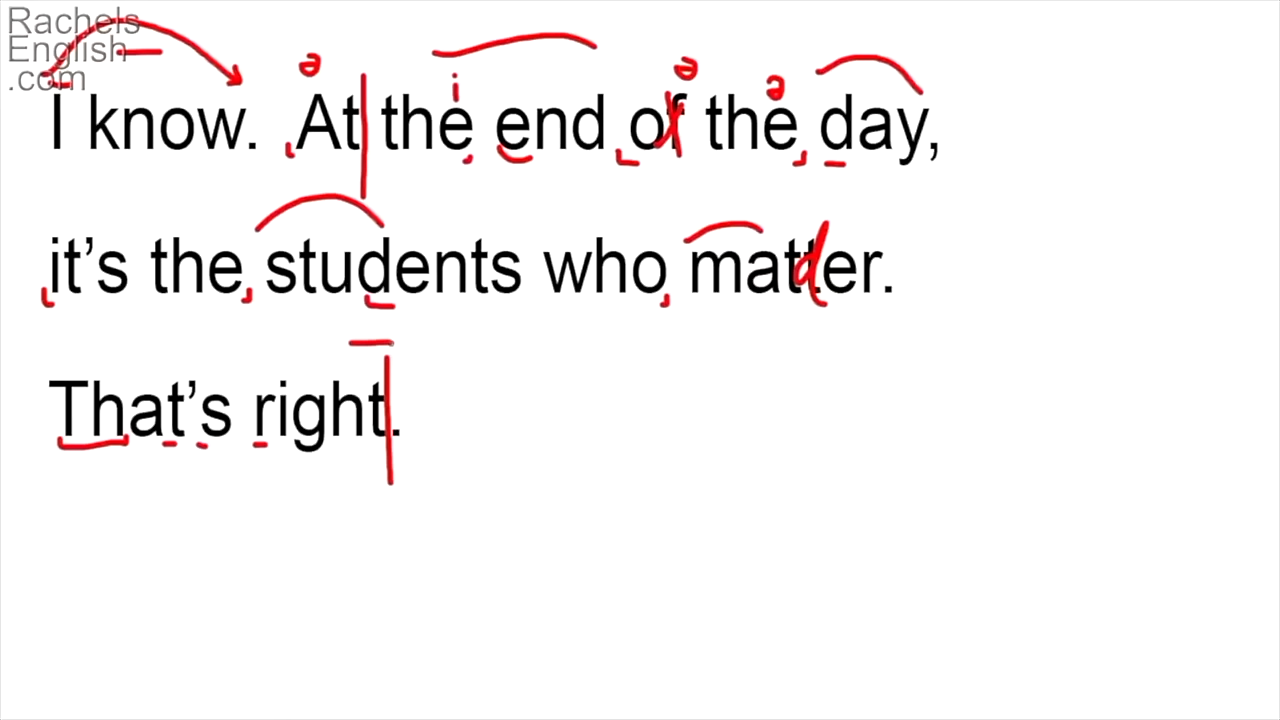 Rachels
English
.com
I know. At the end of the day,
it's the students who matter.
That's right.
ə i ə ə
d